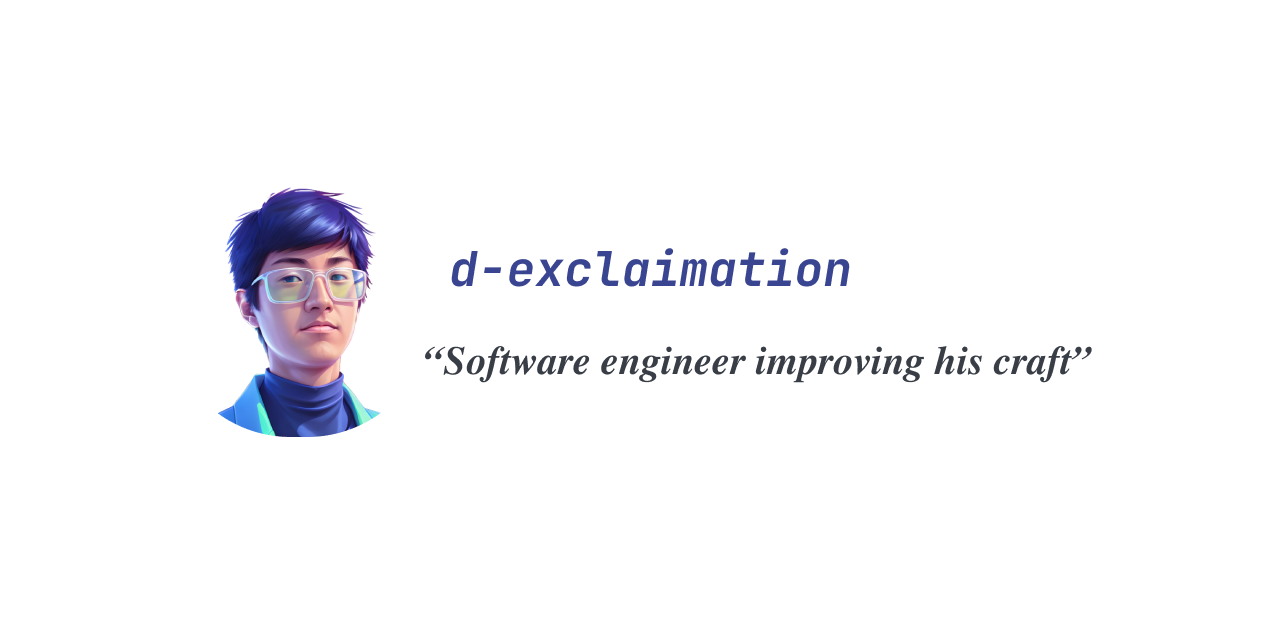 d-exclaimation
“Software engineer improving his craft”